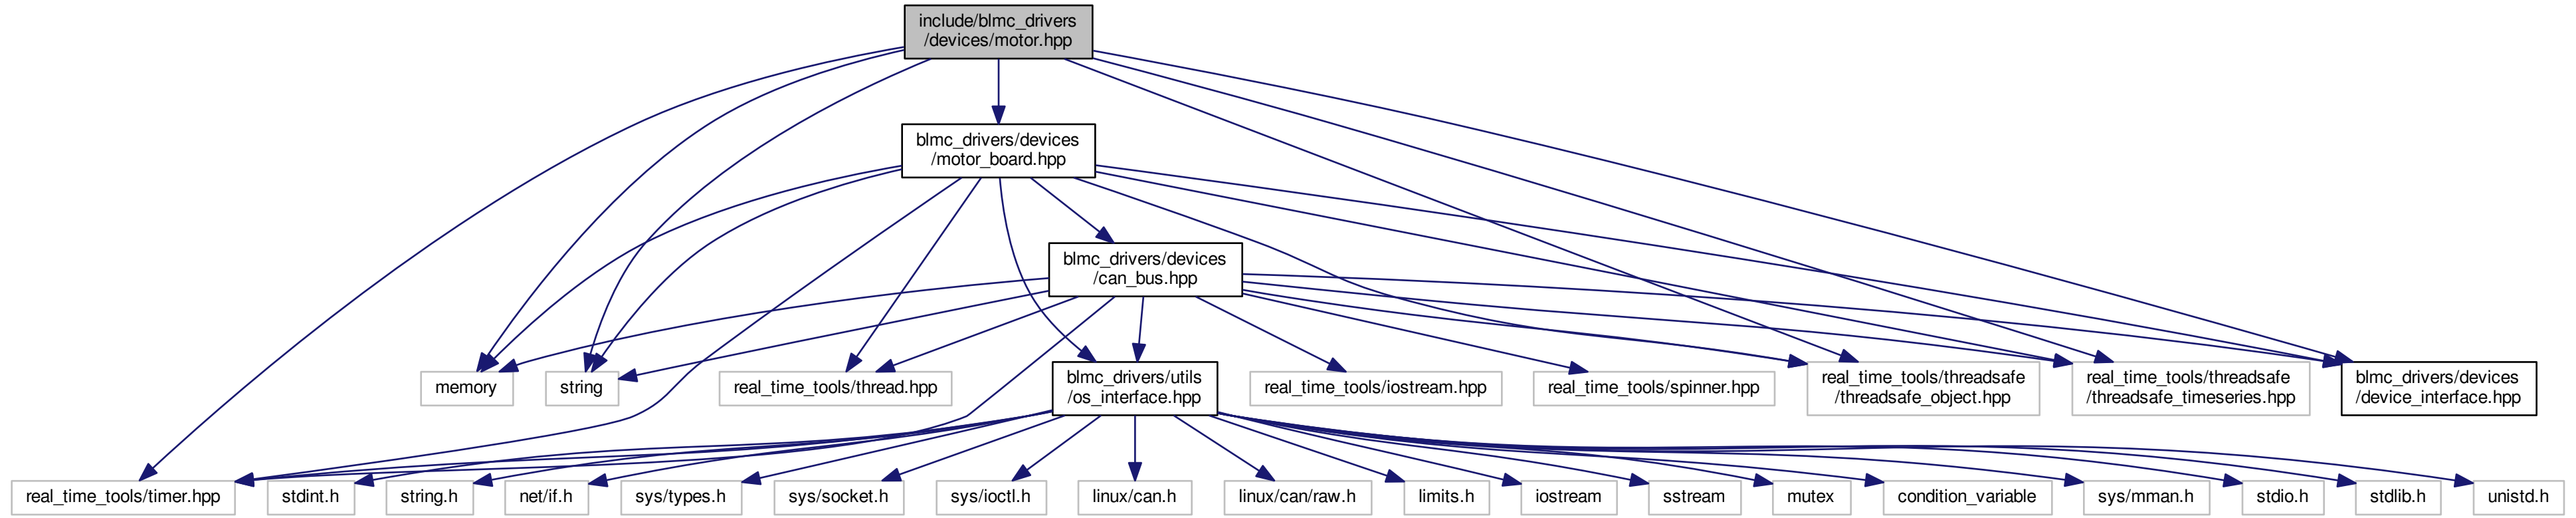 include/blmc_drivers
/devices/motor.hpp
blmc_drivers/devices
/motor_board.hpp
blmc_drivers/devices
/can_bus.hpp
memory
string
real_time_tools/thread.hpp
blmc_drivers/utils
/os_interface.hpp
real_time_tools/iostream.hpp
real_time_tools/spinner.hpp
real_time_tools/threadsafe
/threadsafe_object.hpp
real_time_tools/threadsafe
/threadsafe_timeseries.hpp
blmc_drivers/devices
/device_interface.hpp
real_time_tools/timer.hpp
stdint.h
string.h
net/if.h
sys/types.h
sys/socket.h
sys/ioctl.h
linux/can.h
linux/can/raw.h
limits.h
iostream
sstream
mutex
condition_variable
sys/mman.h
stdio.h
stdlib.h
unistd.h